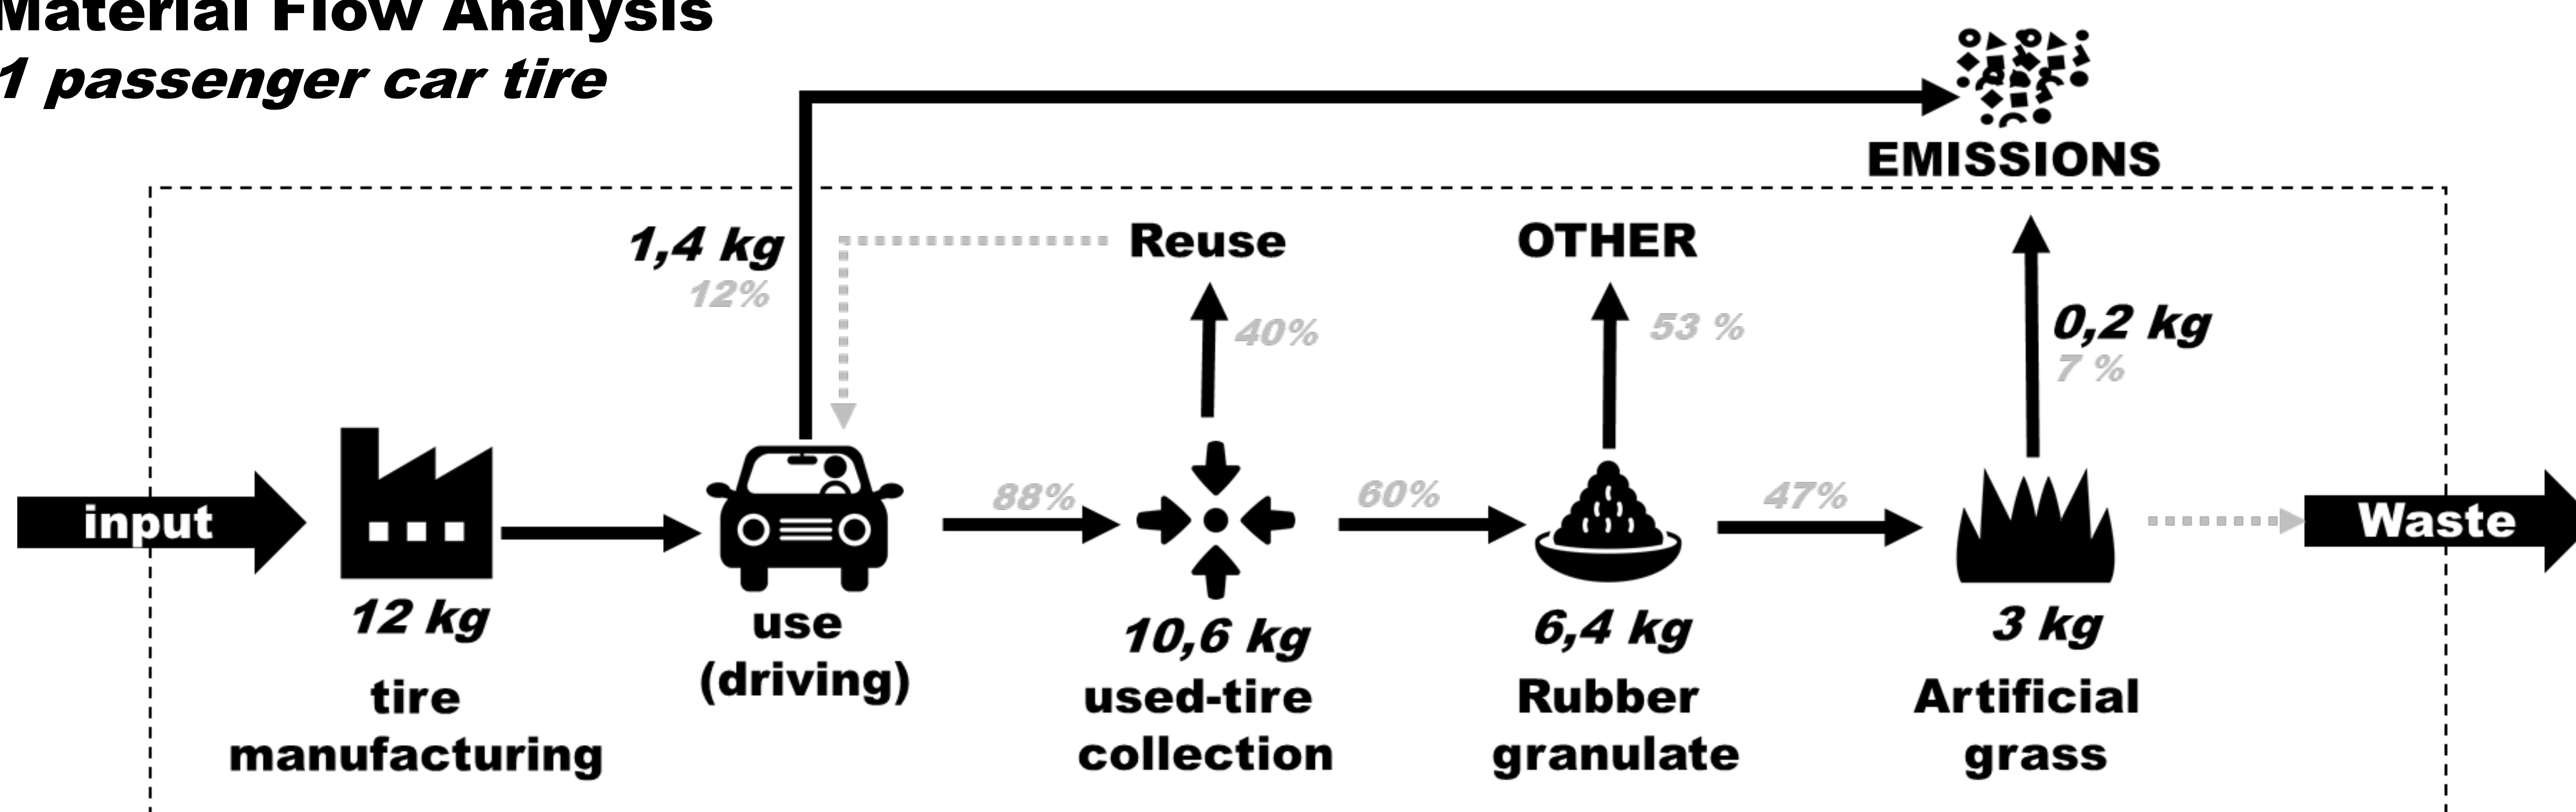 Material Flow Analysis
1 passenger car tire
EMISSIONS
1,4 kg
12%
Reuse
40%
OTHER
53 %
0,2 kg
7 %
input
88%
60%
47%
Waste
12 kg
tire
manufacturing
use
(driving)
10,6 kg
used-tire
collection
6,4 kg
Rubber
granulate
3 kg
Artificial
grass